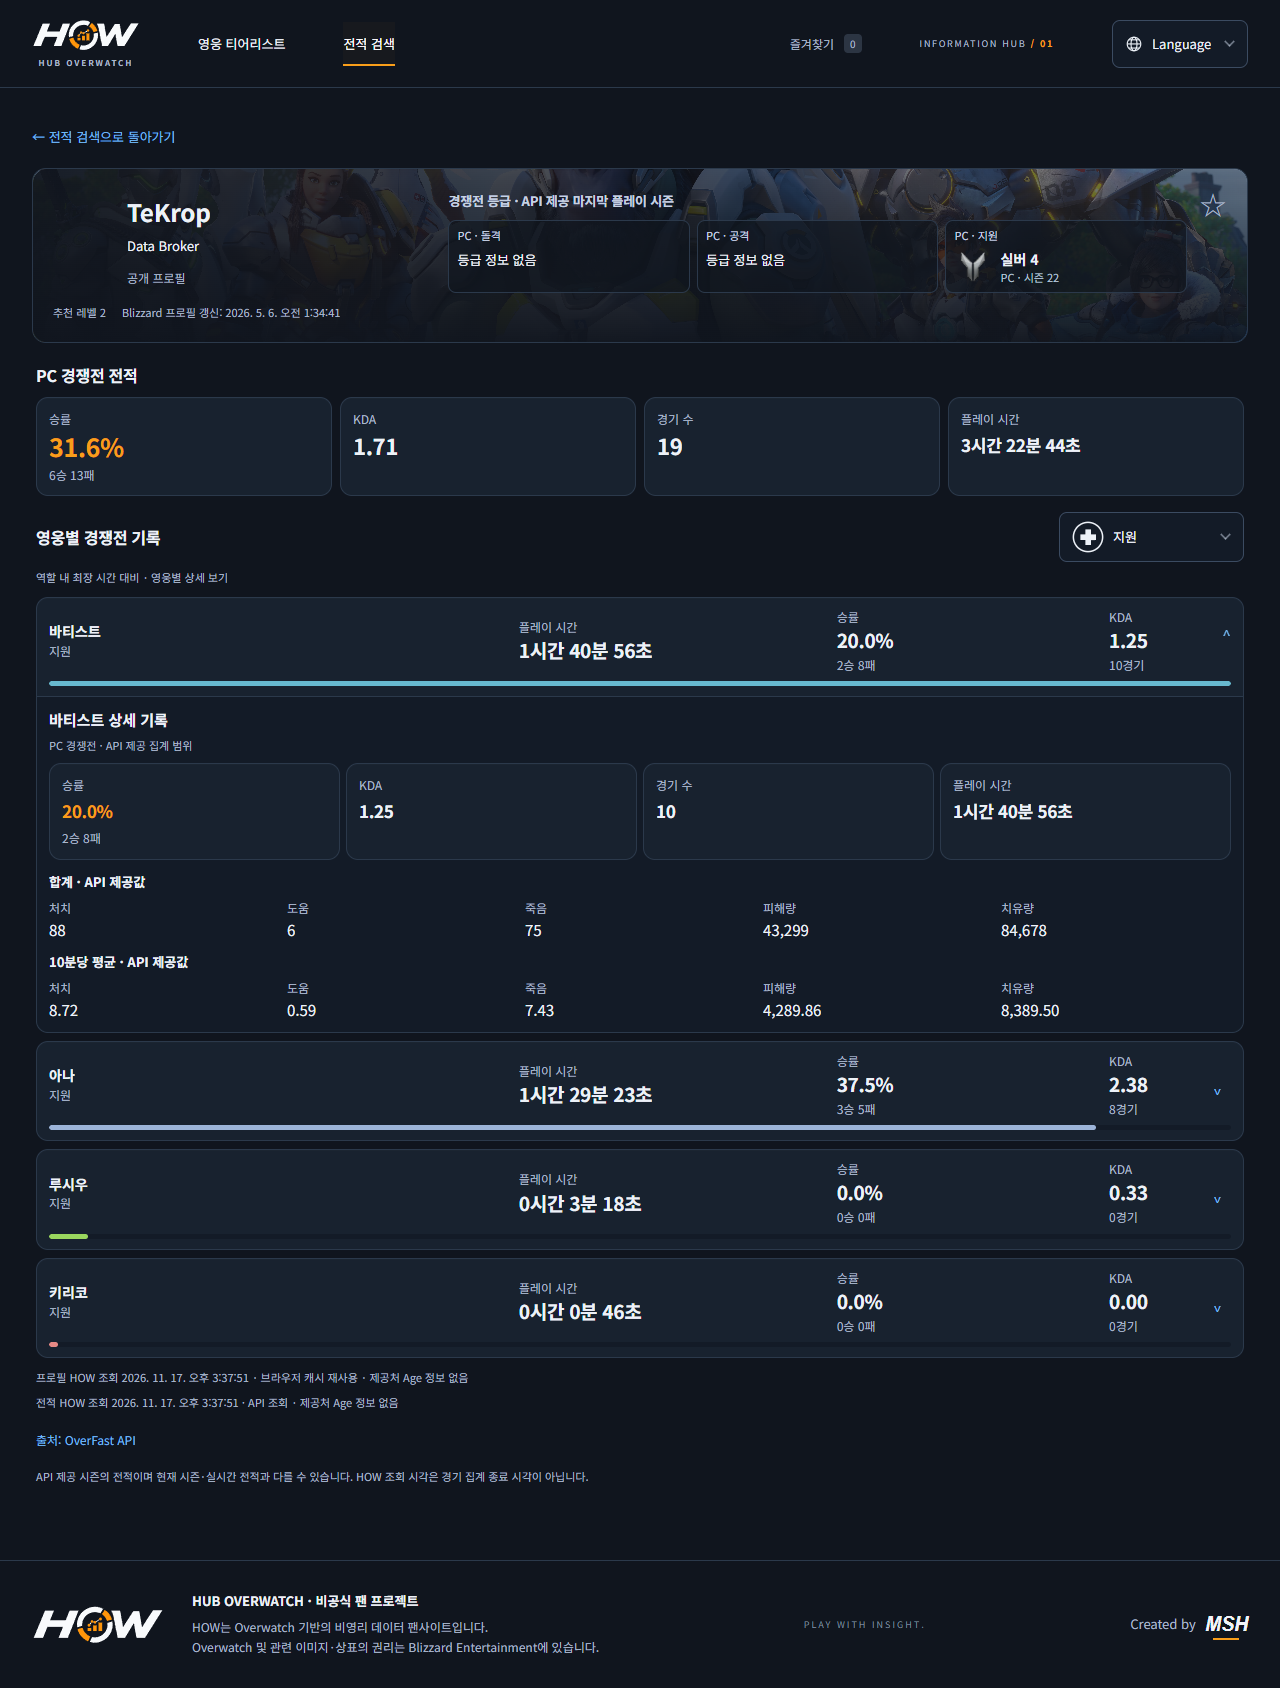 HOW
HUB OVERWATCH
영웅 티어리스트
전적 검색
즐겨찾기 0
INFORMATION HUB / 01
Language
← 전적 검색으로 돌아가기
TeKrop
Data Broker
공개 프로필
추천 레벨 2 Blizzard 프로필 갱신: 2026. 5. 6. 오전 1:34:41
경쟁전 등급 · API 제공 마지막 플레이 시즌
PC · 돌격
등급 정보 없음
PC · 공격
등급 정보 없음
PC · 지원
실버 4
PC · 시즌 22
PC 경쟁전 전적
승률
31.6%
6승 13패
KDA
1.71
경기 수
19
플레이 시간
3시간 22분 44초
영웅별 경쟁전 기록
지원
역할 내 최장 시간 대비 · 영웅별 상세 보기
바티스트
지원
플레이 시간
1시간 40분 56초
승률
20.0%
2승 8패
KDA
1.25
10경기
바티스트 상세 기록
PC 경쟁전 · API 제공 집계 범위
승률
20.0%
2승 8패
KDA
1.25
경기 수
10
플레이 시간
1시간 40분 56초
합계 · API 제공값
처치 도움 죽음 피해량 치유량
88 6 75 43,299 84,678
10분당 평균 · API 제공값
처치 도움 죽음 피해량 치유량
8.72 0.59 7.43 4,289.86 8,389.50
아나
지원
플레이 시간
1시간 29분 23초
승률
37.5%
3승 5패
KDA
2.38
8경기
루시우
지원
플레이 시간
0시간 3분 18초
승률
0.0%
0승 0패
KDA
0.33
0경기
키리코
지원
플레이 시간
0시간 0분 46초
승률
0.0%
0승 0패
KDA
0.00
0경기
프로필 HOW 조회 2026. 11. 17. 오후 3:37:51 · 브라우저 캐시 재사용 · 제공처 Age 정보 없음
전적 HOW 조회 2026. 11. 17. 오후 3:37:51 · API 조회 · 제공처 Age 정보 없음
출처: OverFast API
API 제공 시즌의 전적이며 현재 시즌·실시간 전적과 다를 수 있습니다. HOW 조회 시각은 경기 집계 종료 시각이 아닙니다.
HOW
HUB OVERWATCH · 비공식 팬 프로젝트
HOW는 Overwatch 기반의 비영리 데이터 팬사이트입니다.
Overwatch 및 관련 이미지·상표의 권리는 Blizzard Entertainment에 있습니다.
PLAY WITH INSIGHT.
Created by MSH